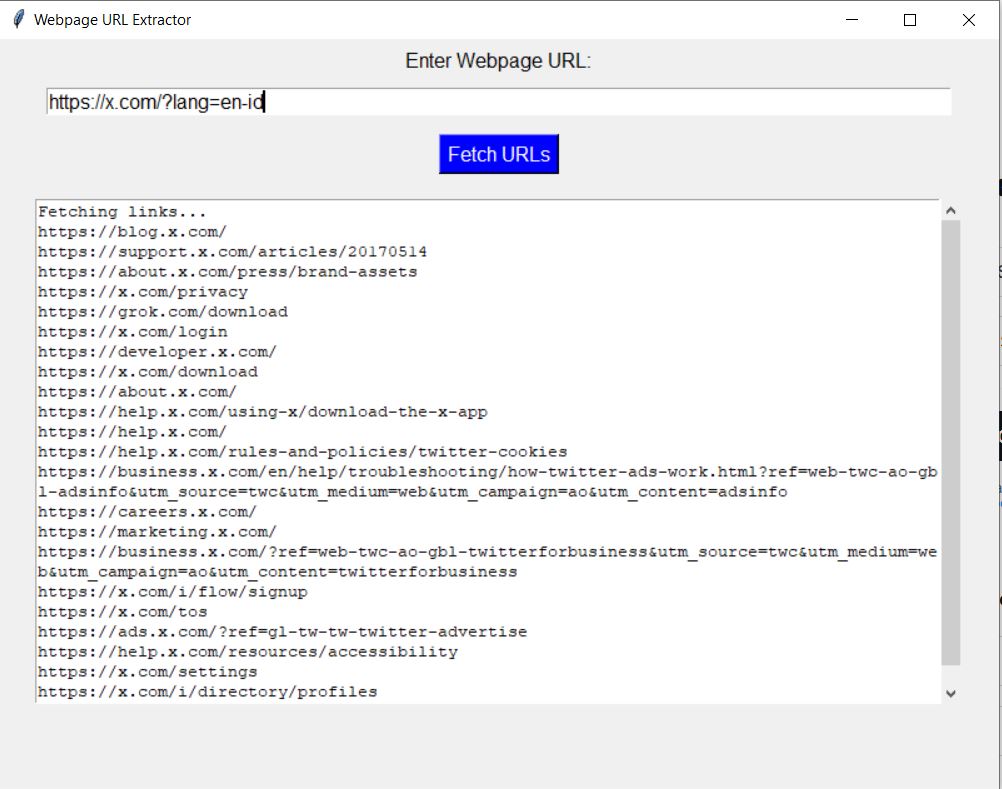 Webpage URL Extractor
Enter Webpage URL:
https://x.com/?lang=en-id
Fetch URLs
Fetching links...
https://blog.x.com/
https://support.x.com/articles/20170514
https://about.x.com/press/brand-assets
https://x.com/privacy
https://grok.com/download
https://x.com/login
https://developer.x.com/
https://x.com/download
https://about.x.com/
https://help.x.com/using-x/download-the-x-app
https://help.x.com/
https://help.x.com/rules-and-policies/twitter-cookies
https://business.x.com/en/help/troubleshooting/how-twitter-ads-work.html?ref=web-twc-ao-gb
l-adsinfo&utm_source=twc&utm_medium=web&utm_campaign=ao&utm_content=adsinfo
https://careers.x.com/
https://marketing.x.com/
https://business.x.com/?ref=web-twc-ao-gbl-twitterforbusiness&utm_source=twc&utm_medium=we
b&utm_campaign=ao&utm_content=twitterforbusiness
https://x.com/i/flow/signup
https://x.com/tos
https://ads.x.com/?ref=gl-tw-tw-twitter-advertise
https://help.x.com/resources/accessibility
https://x.com/settings
https://x.com/i/directory/profiles